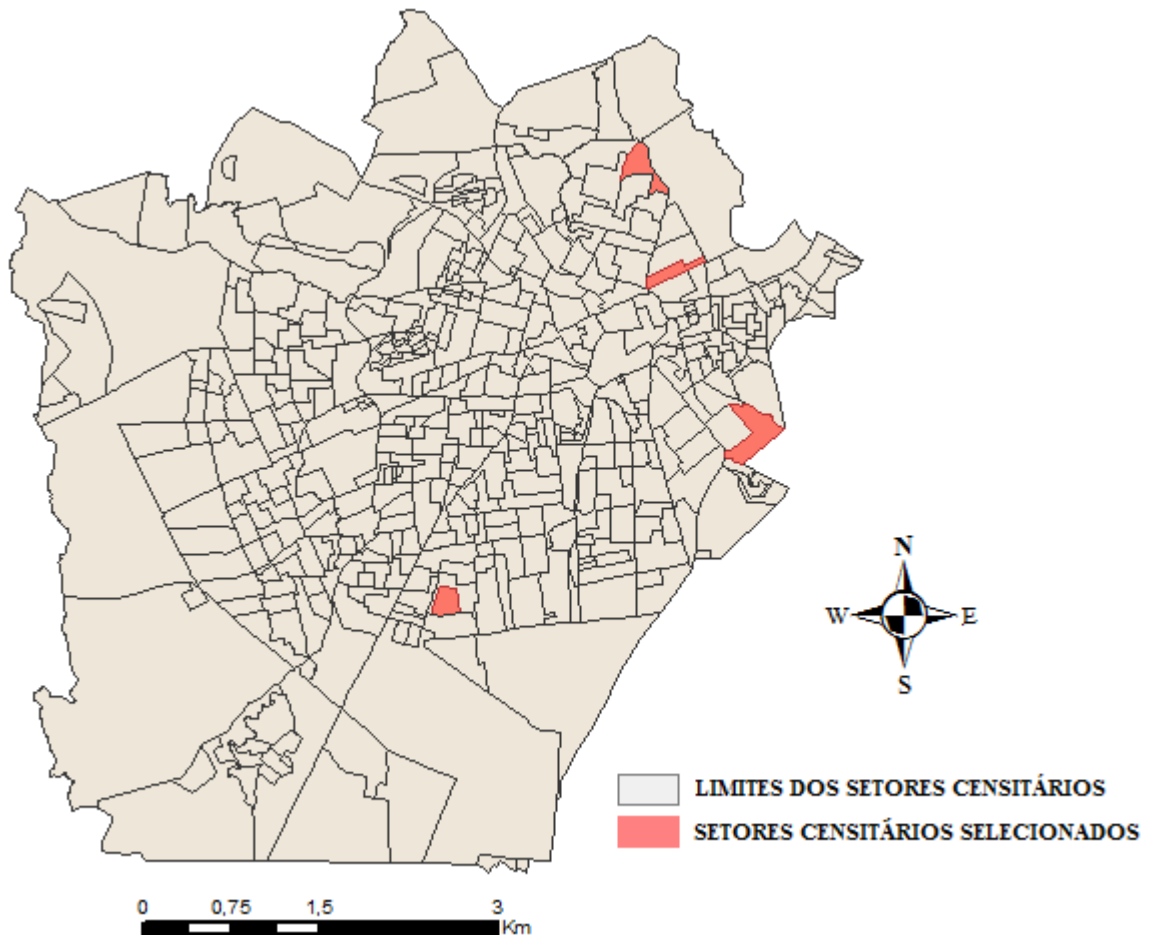 N
W E
S
LIMITES DOS SETORES CENSITÁRIOS
SETORES CENSITÁRIOS SELECIONADOS
0 0,75 1,5 3
Km